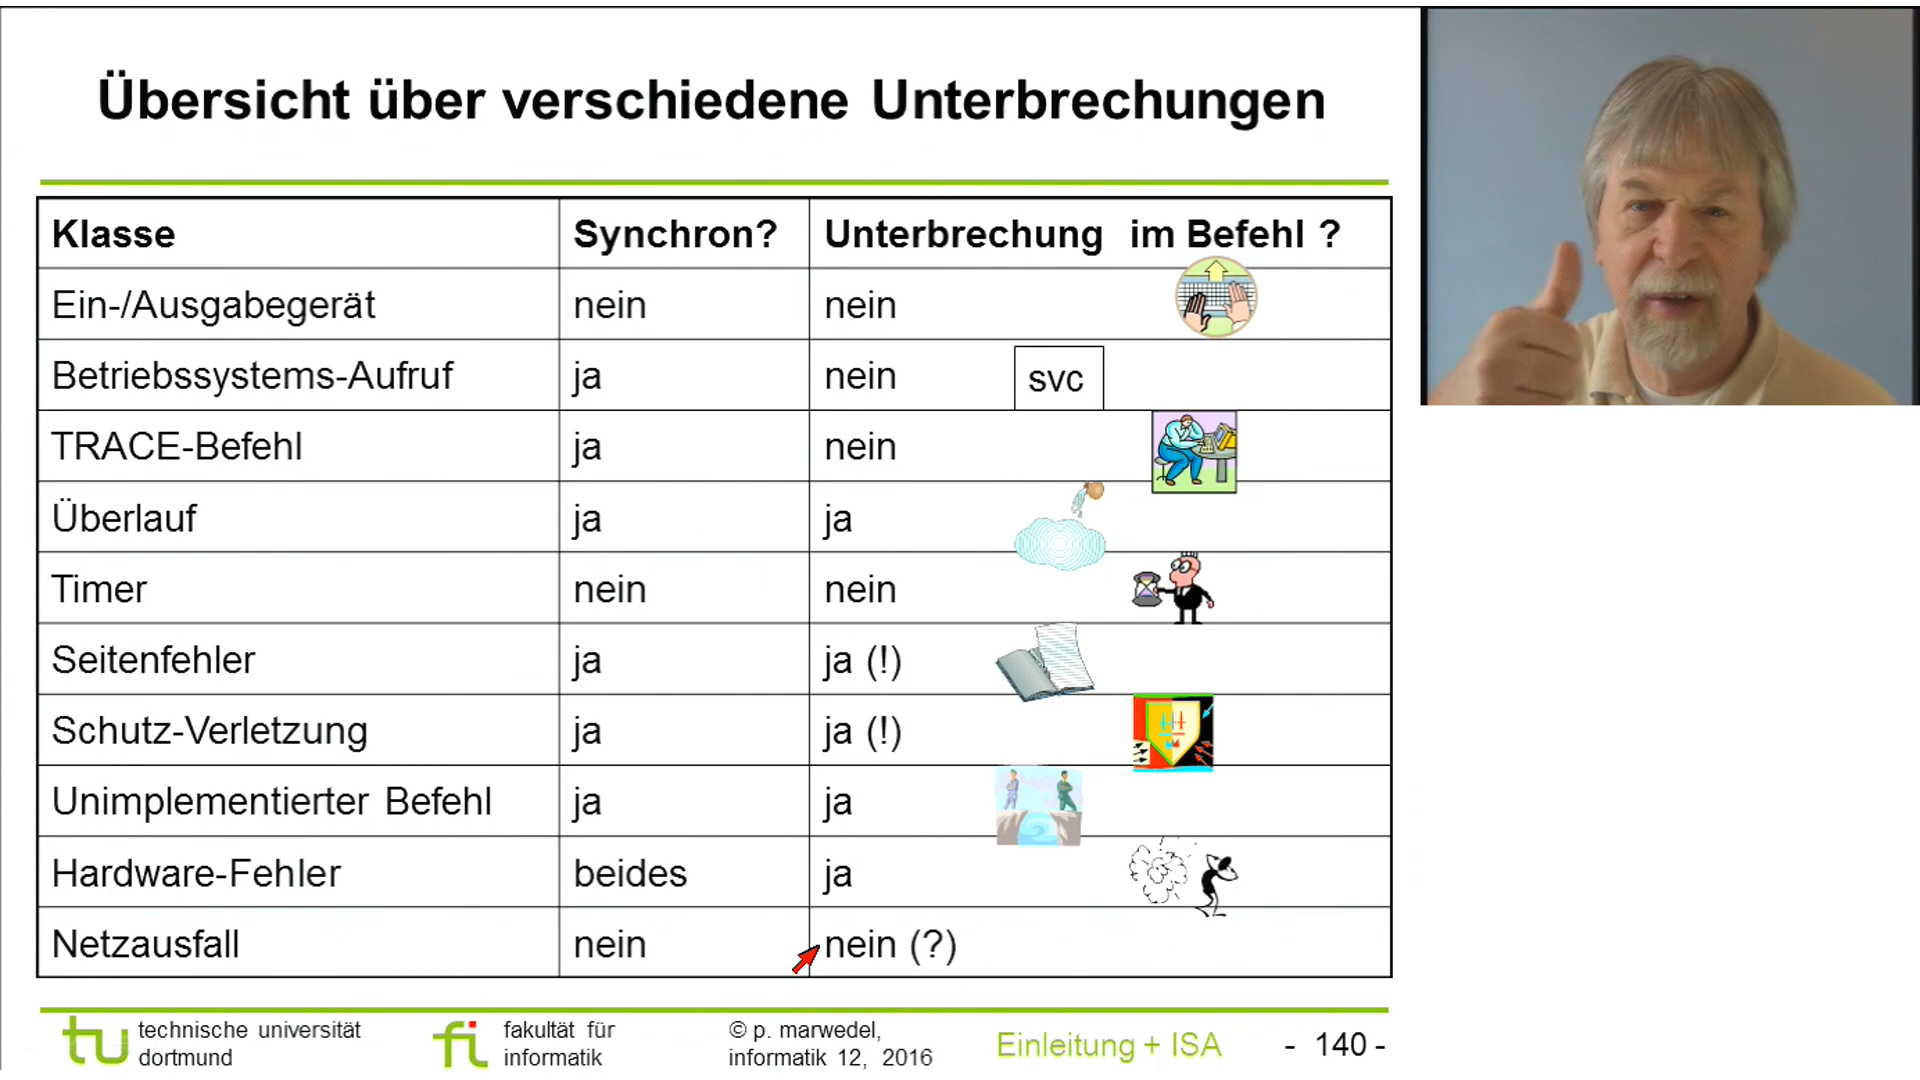 Übersicht über verschiedene Unterbrechungen
Klasse Synchron? Unterbrechung im Befehl ?
Ein-/Ausgabegerät nein nein
Betriebssystems-Aufruf ja nein svc
TRACE-Befehl ja nein
Überlauf ja ja
Timer nein nein
Seitenfehler ja ja (!)
Schutz-Verletzung ja ja (!)
Unimplementierter Befehl ja ja
Hardware-Fehler beides ja
Netzausfall nein nein (?)
tu technische universität
dortmund
fi fakultät für
informatik
© p. marwedel,
informatik 12, 2016
Einleitung + ISA
- 140 -